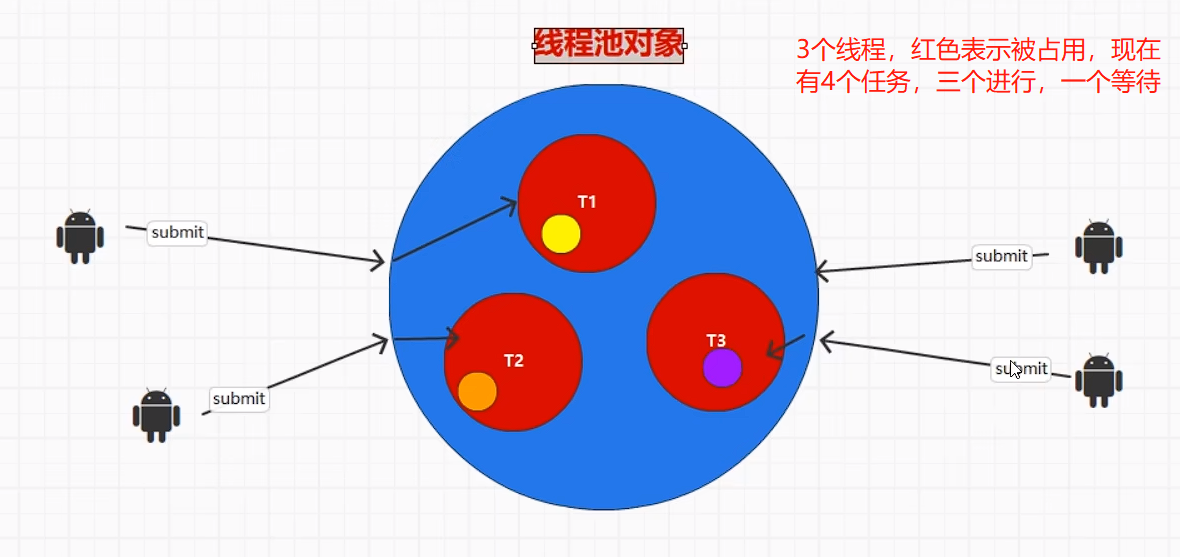 线程池对象
3个线程，红色表示被占用，现在
有4个任务，三个进行，一个等待
T1
submit
submit
T3
T2
submit
submit